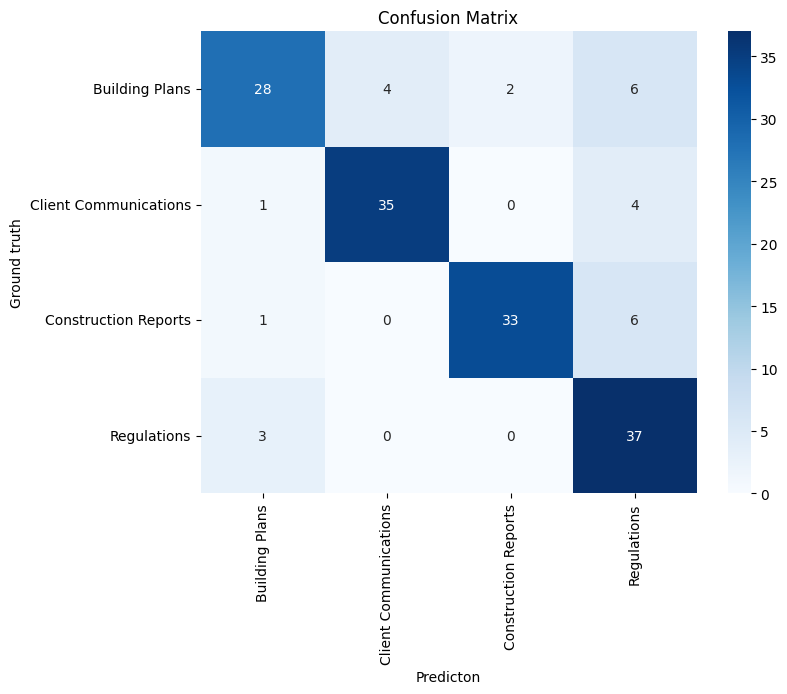 Confusion Matrix
Ground truth
Building Plans
28 4 2 6
Client Communications
1 35 0 4
Construction Reports
1 0 33 6
Regulations
3 0 0 37
Building Plans
Client Communications
Construction Reports
Regulations
Predicton
35
30
25
20
15
10
5
0